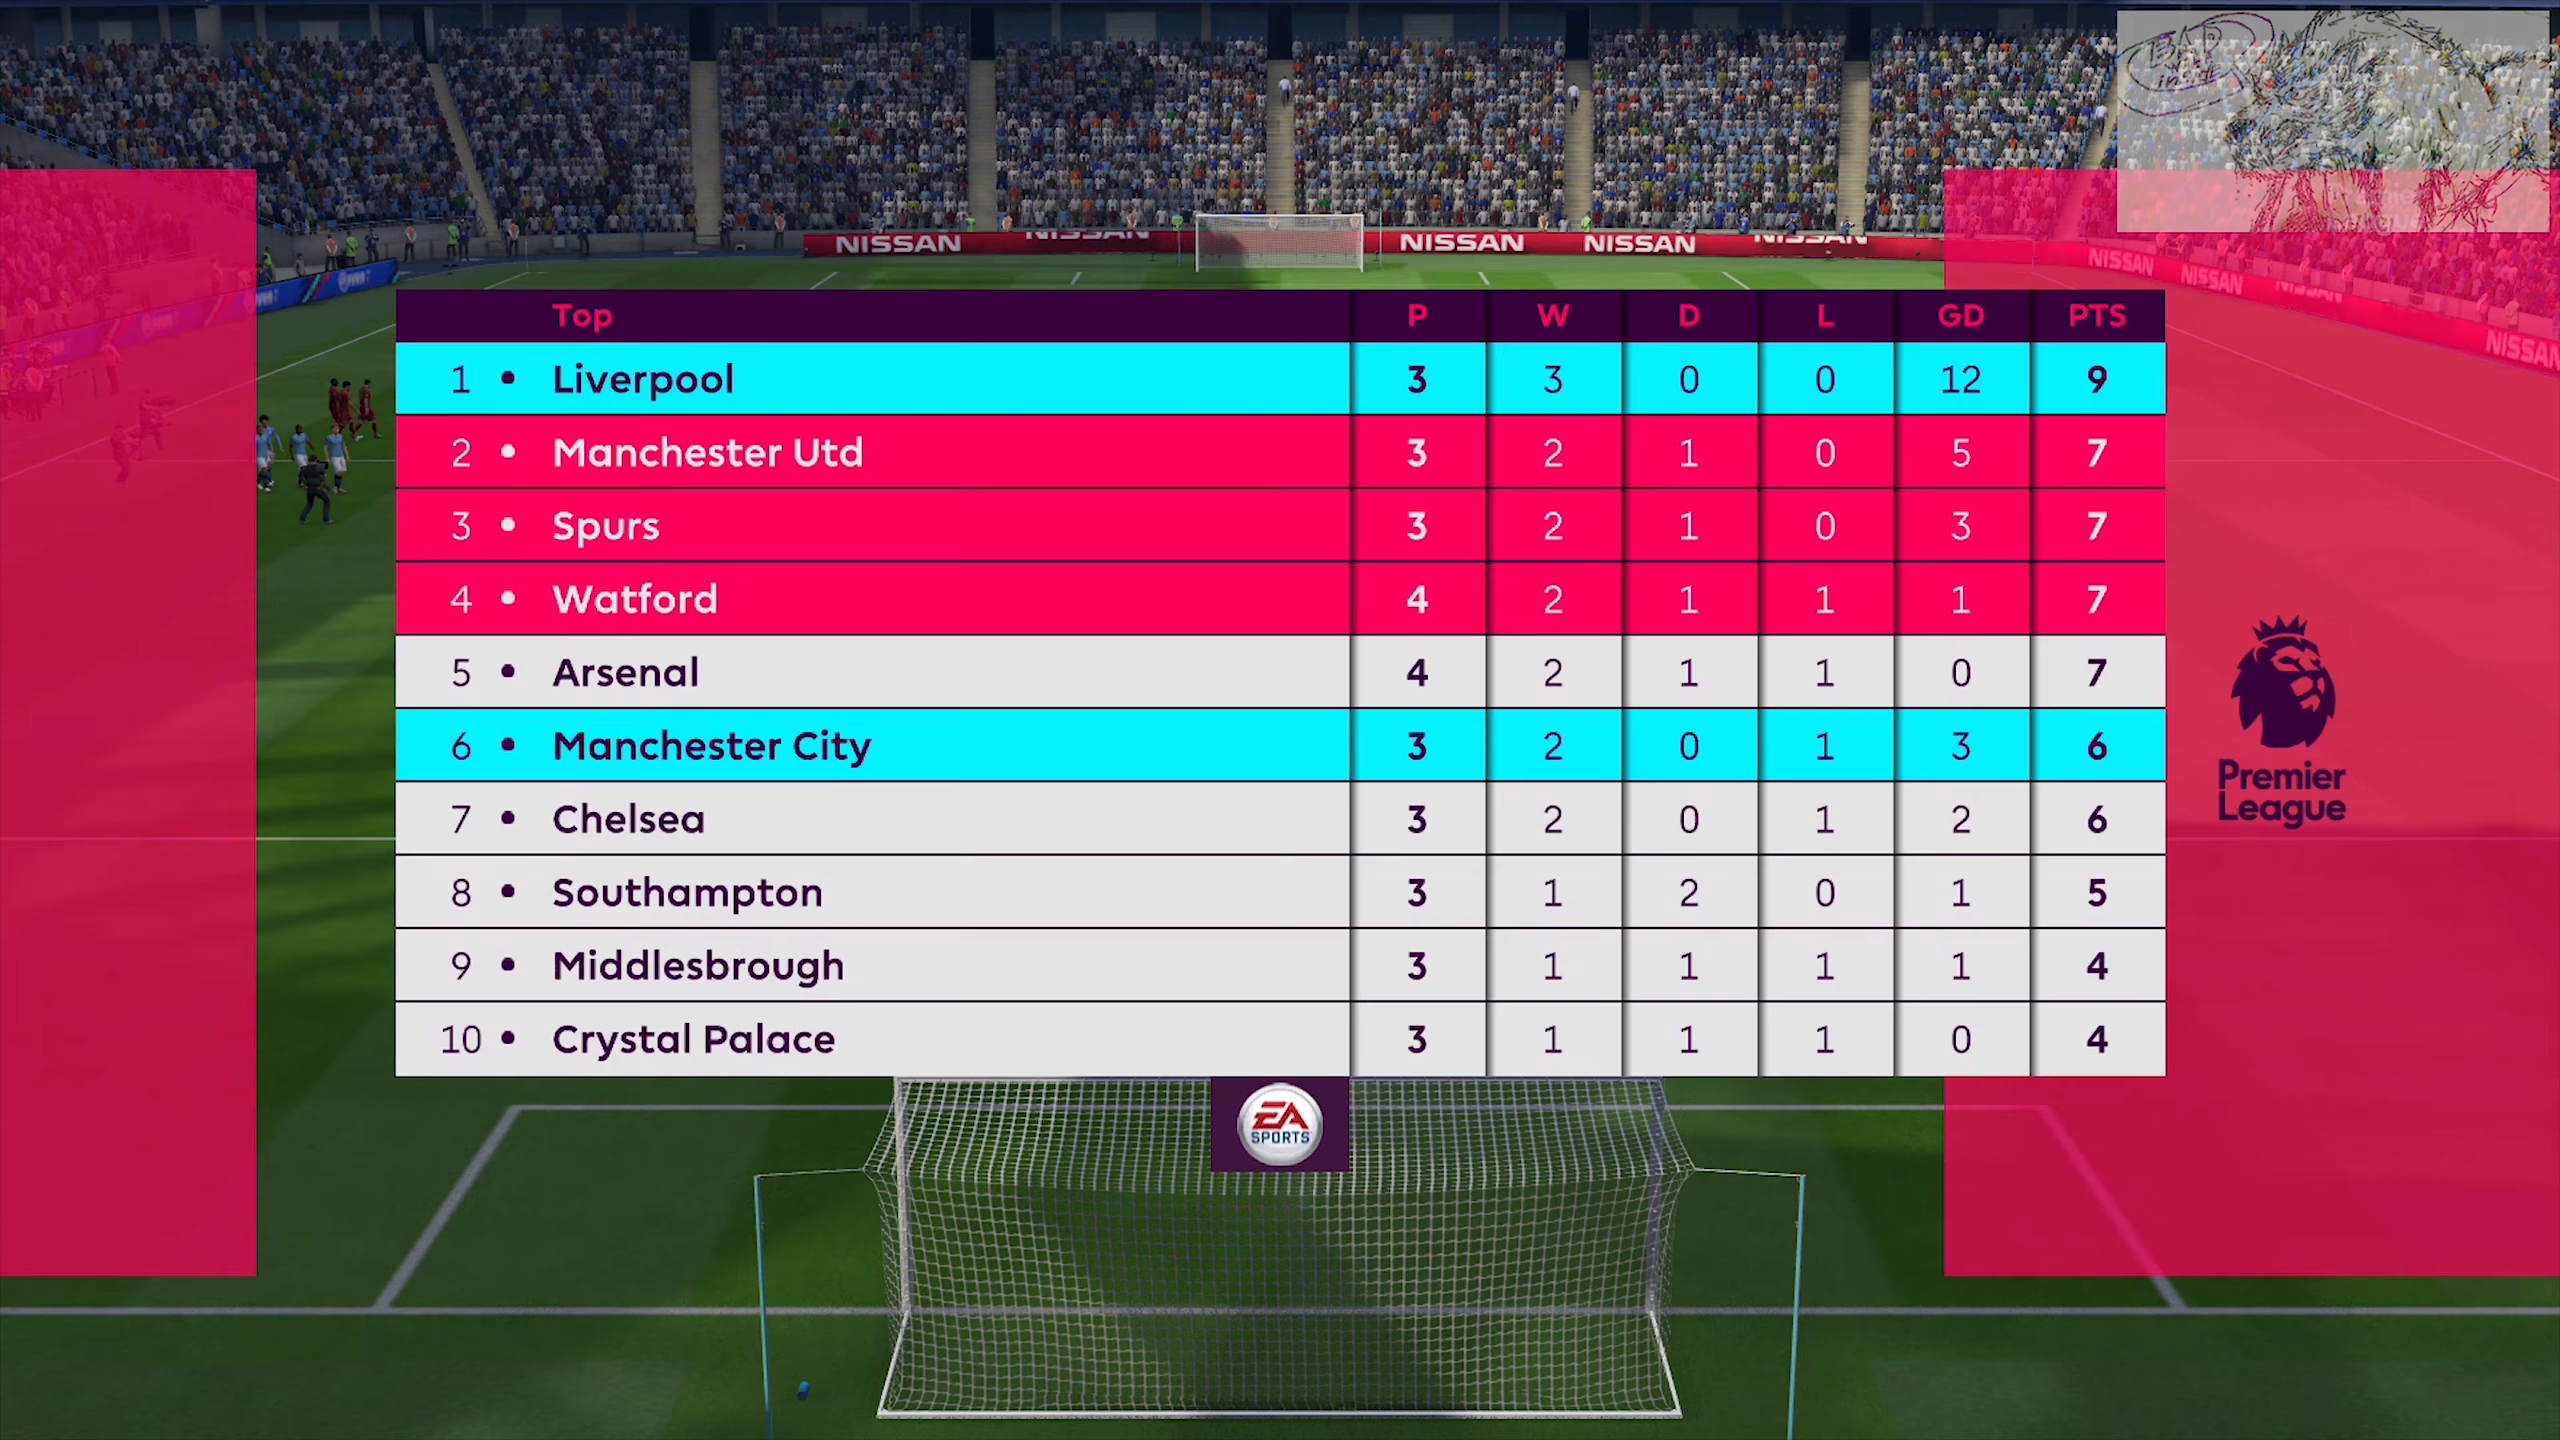 BAD
NISSAN NISSAN NISSAN NISSAN NISSAN NISSAN NISSAN NISSAN
NISSAN
Top P W D L GD PTS
1 • Liverpool 3 3 0 0 12 9
2 • Manchester Utd 3 2 1 0 5 7
3 • Spurs 3 2 1 0 3 7
4 • Watford 4 2 1 1 1 7
5 • Arsenal 4 2 1 1 0 7
6 • Manchester City 3 2 0 1 3 6
7 • Chelsea 3 2 0 1 2 6
8 • Southampton 3 1 2 0 1 5
9 • Middlesbrough 3 1 1 1 1 4
10 • Crystal Palace 3 1 1 1 0 4
Premier
League
EA
SPORTS